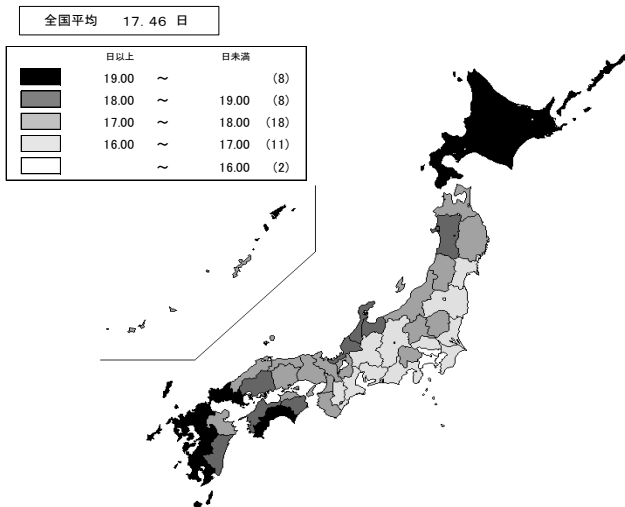 全国平均 17.46 日
日以上 日未満
19.00 ～ (8)
18.00 ～ 19.00 (8)
17.00 ～ 18.00 (18)
16.00 ～ 17.00 (11)
～ 16.00 (2)